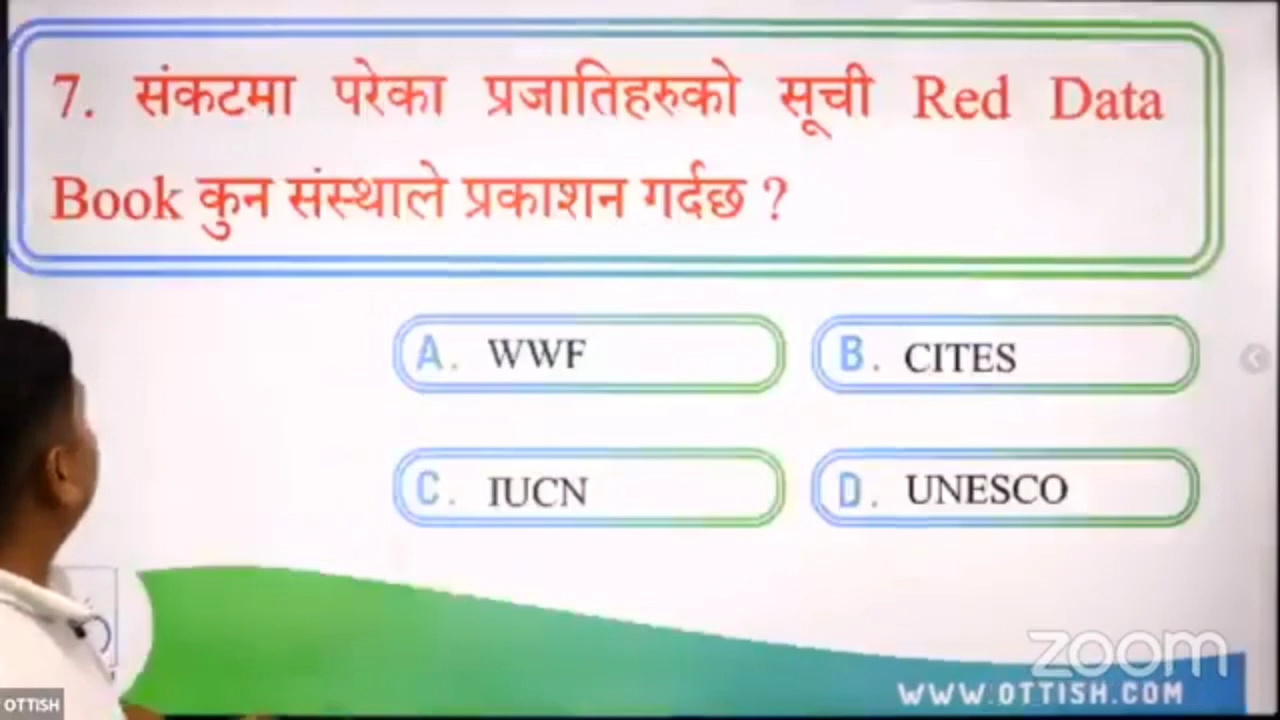 7. संकटमा परेका प्रजातिहरुको सूची Red Data
Book कुन संस्थाले प्रकाशन गर्दछ ?
A. WWF
B. CITES
C. IUCN
D. UNESCO
zoom
WWW.OTTISH.COM
OTTISH